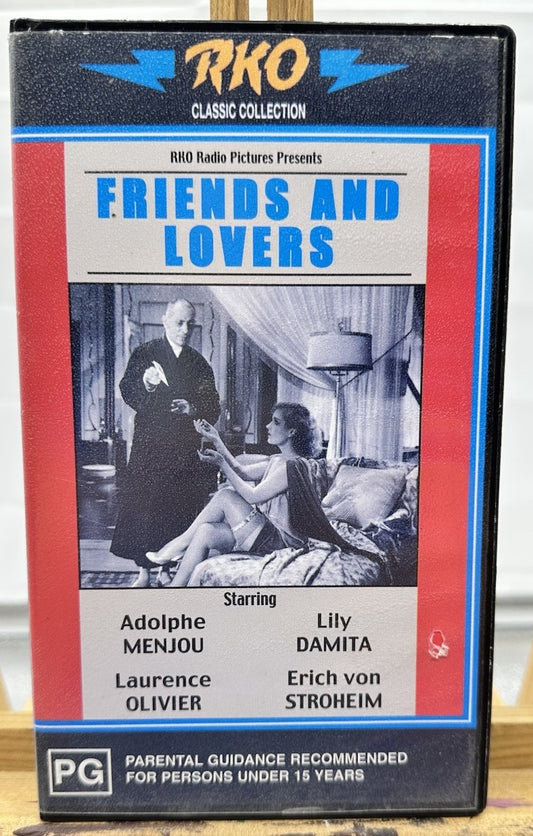 RKO
CLASSIC COLLECTION
RKO Radio Pictures Presents
FRIENDS AND
LOVERS
Starring
Adolphe
MENJOU
Lily
DAMITA
Laurence
OLIVIER
Erich von
STROHEIM
PG
PARENTAL GUIDANCE RECOMMENDED
FOR PERSONS UNDER 15 YEARS